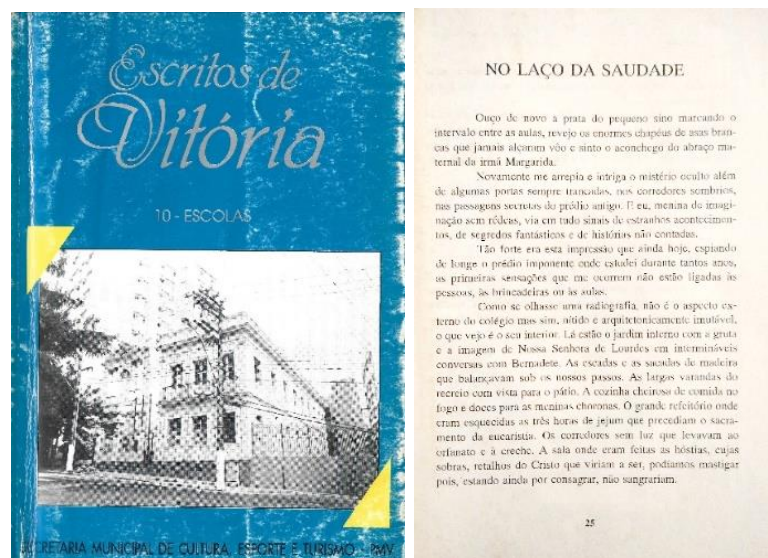 Escritos de
Vitória
10 - ESCOLAS
SECRETARIA MUNICIPAL DE CULTURA, ESPORTE E TURISMO - PMV
NO LAÇO DA SAUDADE
Ouço de novo a prata do pequeno sino marcando o
intervalo entre as aulas, revejo os enormes chapéus de asas bran-
cas que jamais alçaram vôo e sinto o aconchego do abraço ma-
ternal da irmã Margarida.
Novamente me arrepia e intriga o mistério oculto além
de algumas portas sempre trancadas, nos corredores sombrios,
nas passagens secretas do prédio antigo. E eu, menina de imagi-
nação sem rédeas, via em tudo sinais de estranhos acontecimen-
tos, de segredos fantásticos e de histórias não contadas.
Tão forte era esta impressão que ainda hoje, espiando
de longe o prédio imponente onde estudei durante tantos anos,
as primeiras sensações que me ocorrem não estão ligadas às
pessoas, às brincadeiras ou às aulas.
Como se olhasse uma radiografia, não é o aspecto ex-
terno do colégio mas sim, nítido e arquitetonicamente imutável,
o que vejo é o seu interior. Lá estão o jardim interno com a gruta
e a imagem de Nossa Senhora de Lourdes em intermináveis
conversas com Bernadete. As escadas e as sacadas de madeira
que balançavam sob os nossos passos. As largas varandas do
recreio com vista para o pátio. A cozinha cheirosa de comida no
fogo e doces para as meninas choronas. O grande refeitório onde
eram esquecidas as três horas de jejum que precediam o sacra-
mento da eucaristia. Os corredores sem luz que levavam ao
orfanato e à creche. A sala onde eram feitas as hóstias, cujas
sobras, retalhos do Cristo que viriam a ser, podíamos mastigar
pois, estando ainda por consagrar, não sangrariam.
25